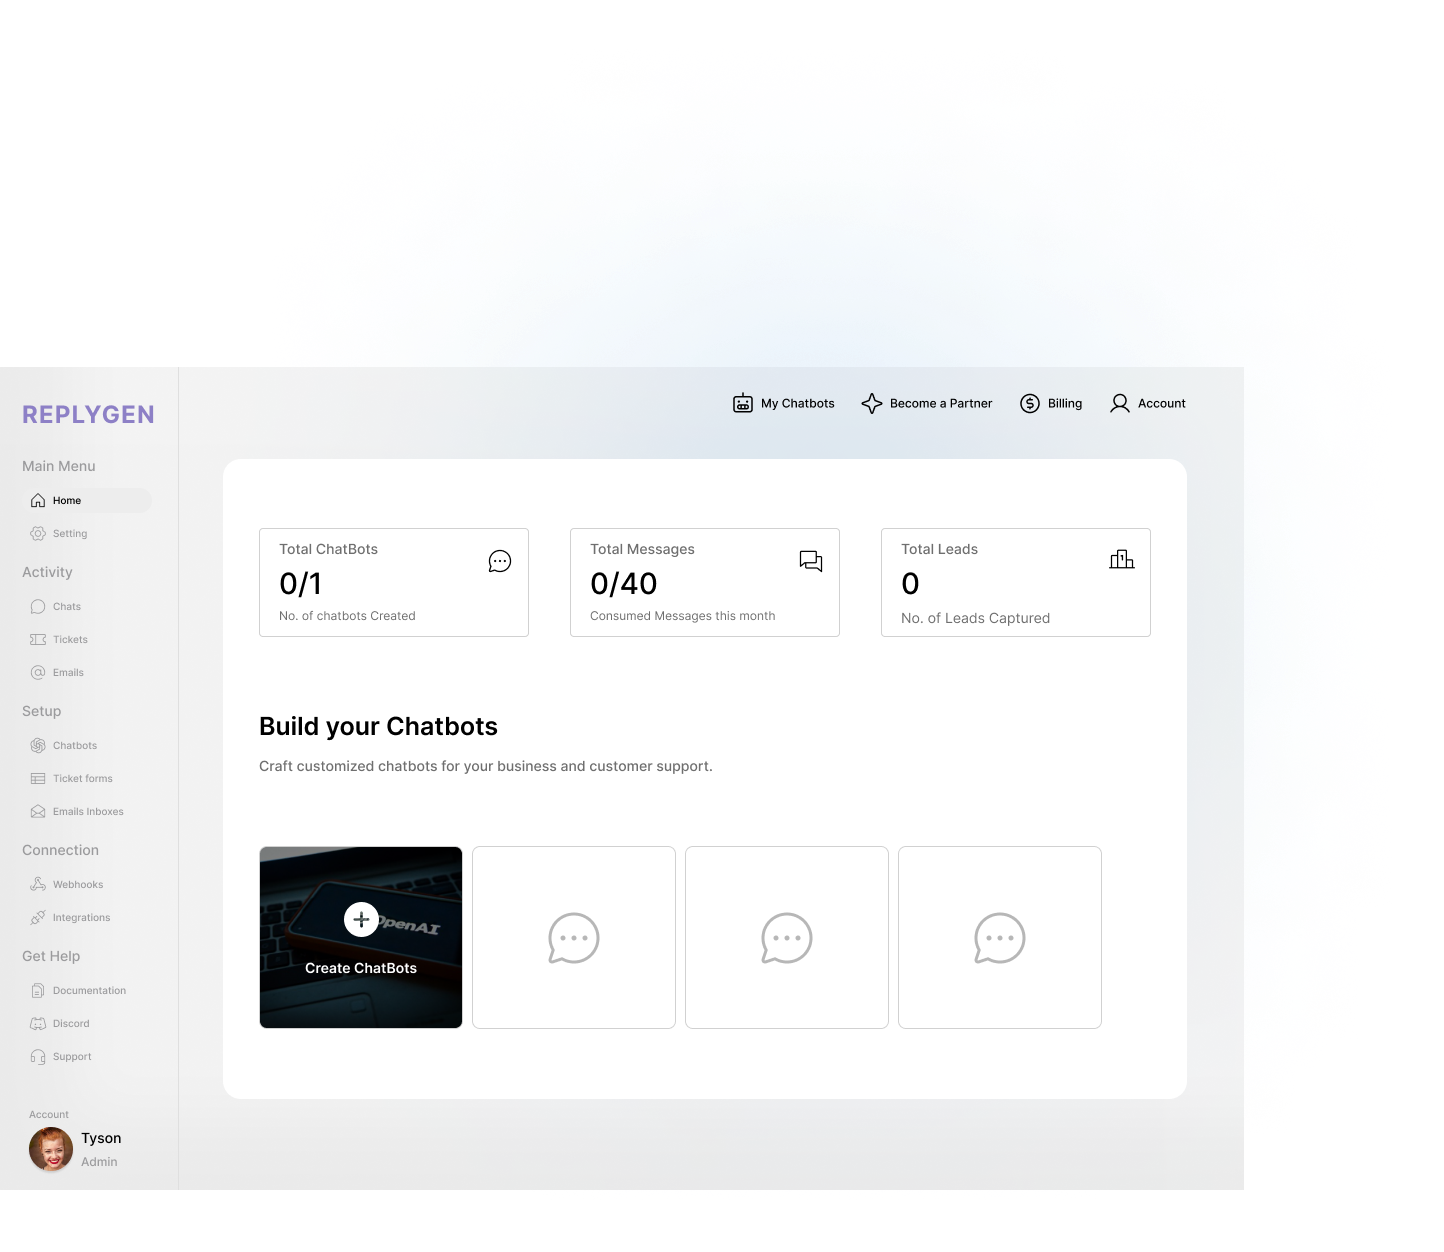 REPLYGEN
Main Menu
Home
Setting
Activity
Chats
Tickets
Emails
Setup
Chatbots
Ticket forms
Emails Inboxes
Connection
Webhooks
Integrations
Get Help
Documentation
Discord
Support
Account
Tyson
Admin
My Chatbots
Become a Partner
Billing
Account
Total ChatBots
0/1
No. of chatbots Created
Total Messages
0/40
Consumed Messages this month
Total Leads
1
0
No. of Leads Captured
Build your Chatbots
Craft customized chatbots for your business and customer support.
OpenAI
Create ChatBots